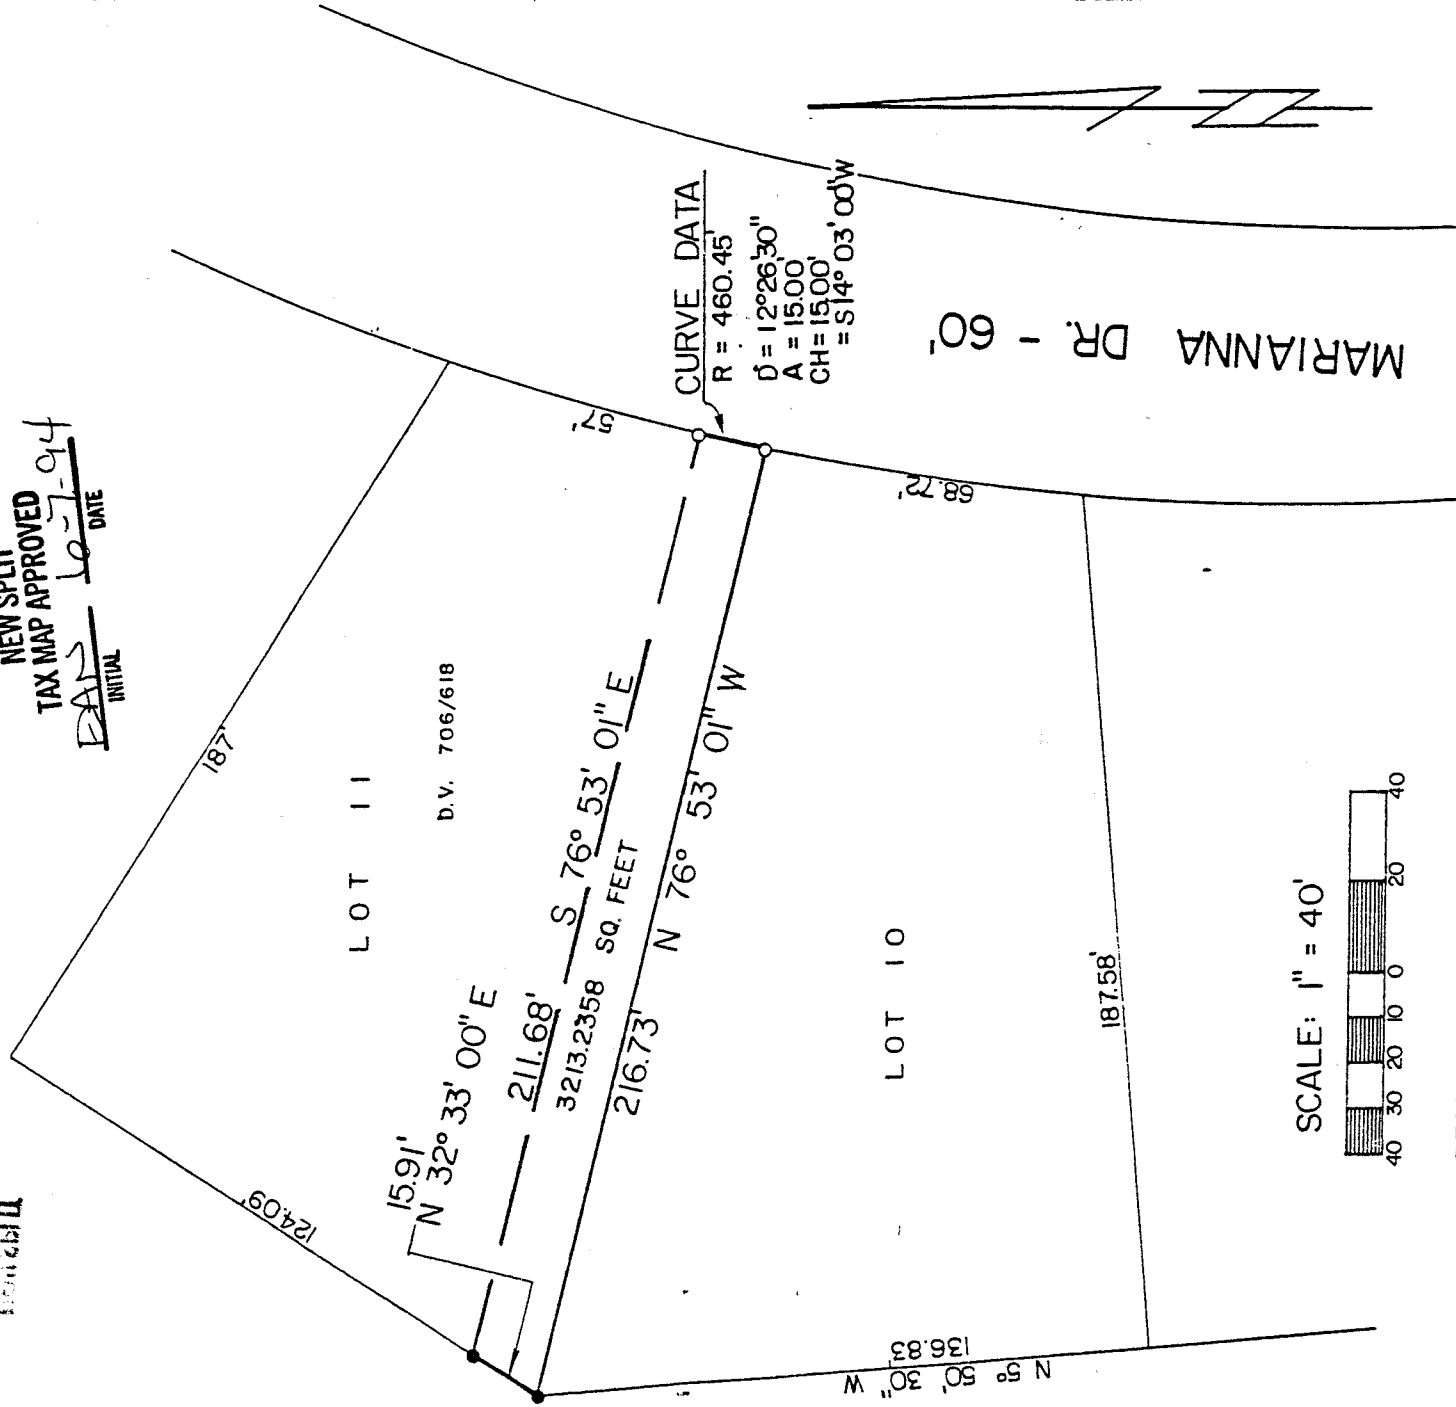 NEW SPLIT
TAX MAP APPROVED
10-7-94
INITIAL DATE
187'
57'
LOT 11
D.V. 706/618
124.09'
15.91'
N 32° 33' 00" E
211.68'
S 76° 53' 01" E
3213.2358 SQ. FEET
216.73'
N 76° 53' 01" W
CURVE DATA
R = 460.45'
D = 12°26'30"
A = 15.00'
CH = 15.00'
= S14° 03' 00"W
MARIANNA DR. - 60'
68.72'
LOT 10
187.58'
136.83'
N 5° 50' 30" W
SCALE: 1" = 40'
40 30 20 10 0 20 40
N